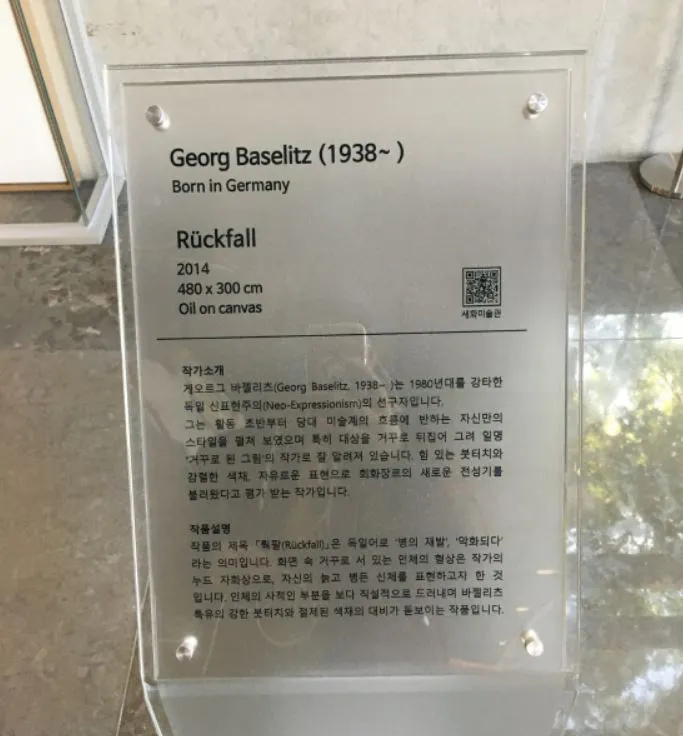 Georg Baselitz (1938~ )
Born in Germany
Rückfall
2014
480 x 300 cm
Oil on canvas
세화미술관
작가소개
게오르그 바젤리츠(Georg Baselitz, 1938– )는 1980년대를 강타한
독일 신표현주의(Neo-Expressionism)의 선구자입니다.
그는 활동 초반부터 당대 미술계의 흐름에 반하는 자신만의
스타일을 펼쳐 보였으며 특히 대상을 거꾸로 뒤집어 그려 일명
‘거꾸로 된 그림’의 작가로 잘 알려져 있습니다. 힘 있는 붓터치와
강렬한 색채, 자유로운 표현으로 회화장르의 새로운 전성기를
불러왔다고 평가 받는 작가입니다.
작품설명
작품의 제목 「뤽팔(Rückfall)」은 독일어로 ‘병의 재발’, ‘악화되다’
라는 의미입니다. 화면 속 거꾸로 서 있는 인체의 형상은 작가의
누드 자화상으로, 자신의 늙고 병든 신체를 표현하고자 한 것
입니다. 인체의 사적인 부분을 보다 직설적으로 드러내며 바젤리츠
특유의 강한 붓터치와 절제된 색채의 대비가 돋보이는 작품입니다.